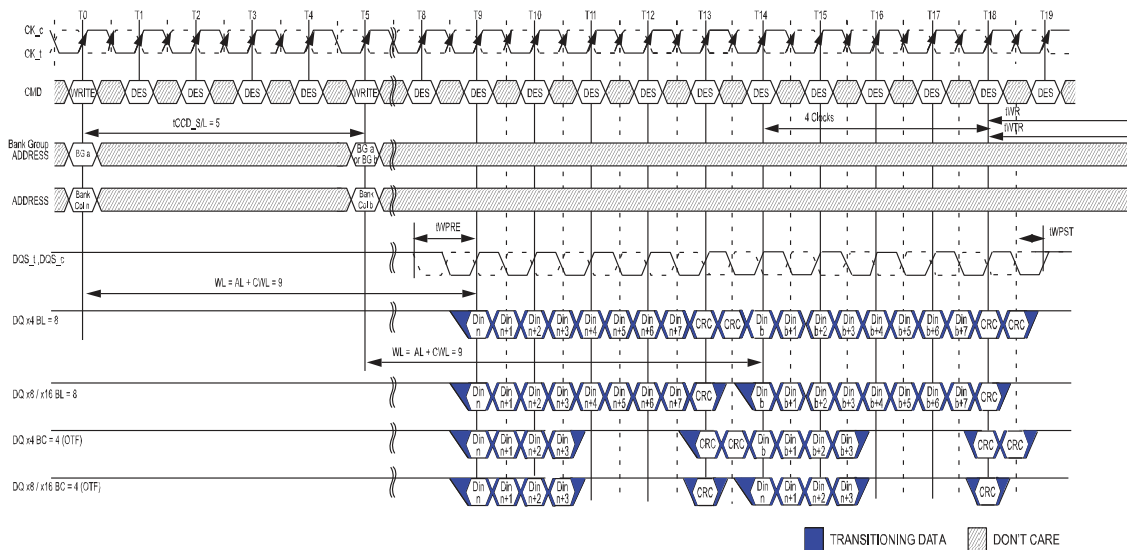 T0 T1 T2 T3 T4 T5 T8 T9 T10 T11 T12 T13 T14 T15 T16 T17 T18 T19
CK_c
CK_t
CMD WRITE DES DES DES DES WRITE DES DES DES DES DES DES DES DES DES DES DES DES
tCCD_S/L = 5 4 Clocks tWR
tWTR
Bank Group
ADDRESS BG a BG a or BG b
ADDRESS Bank Col n Bank Col b
tWPRE tWPST
DQS_t,DQS_c
WL = AL + CWL = 9
DQ x4 BL = 8 Din n Din n+1 Din n+2 Din n+3 Din n+4 Din n+5 Din n+6 Din n+7 CRC CRC Din b Din b+1 Din b+2 Din b+3 Din b+4 Din b+5 Din b+6 Din b+7 CRC CRC
WL = AL + CWL = 9
DQ x8 / x16 BL = 8 Din n Din n+1 Din n+2 Din n+3 Din n+4 Din n+5 Din n+6 Din n+7 CRC Din b Din b+1 Din b+2 Din b+3 Din b+4 Din b+5 Din b+6 Din b+7 CRC
DQ x4 BC = 4 (OTF) Din n Din n+1 Din n+2 Din n+3 CRC CRC Din b Din b+1 Din b+2 Din b+3 CRC CRC
DQ x8 / x16 BC = 4 (OTF) Din n Din n+1 Din n+2 Din n+3 CRC Din b Din b+1 Din b+2 Din b+3 CRC
TRANSITIONING DATA DON'T CARE